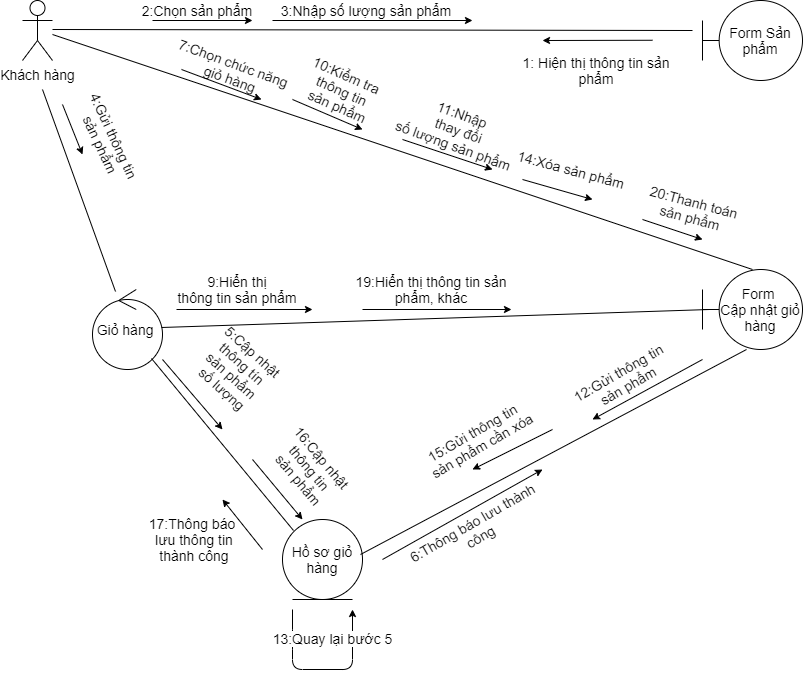 2:Chọn sản phẩm
3:Nhập số lượng sản phẩm
Form Sản
phẩm
Khách hàng
1: Hiện thị thông tin sản
phẩm
7:Chọn chức năng
giỏ hàng
10:Kiểm tra
thông tin
sản phẩm
4:Gửi thông tin
sản phẩm
11:Nhập
thay đổi
số lượng sản phẩm
14:Xóa sản phẩm
20:Thanh toán
sản phẩm
9:Hiển thị
thông tin sản phẩm
19:Hiển thị thông tin sản
phẩm, khác
Form
Cập nhật giỏ
hàng
Giỏ hàng
5:Cập nhật
thông tin
sản phẩm
số lượng
12:Gửi thông tin
sản phẩm
15:Gửi thông tin
sản phẩm cần xóa
16:Cập nhật
thông tin
sản phẩm
17:Thông báo
lưu thông tin
thành công
6:Thông báo lưu thành
công
Hồ sơ giỏ
hàng
13:Quay lại bước 5